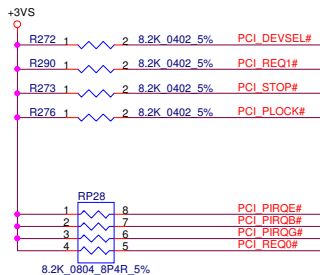 +3VS
R272 1 2 8.2K_0402_5% PCI_DEVSEL#
R290 1 2 8.2K_0402_5% PCI_REQ1#
R273 1 2 8.2K_0402_5% PCI_STOP#
R276 1 2 8.2K_0402_5% PCI_PLOCK#
RP28
1 8 PCI_PIRQE#
2 7 PCI_PIRQB#
3 6 PCI_PIRQG#
4 5 PCI_REQ0#
8.2K_0804_8P4R_5%